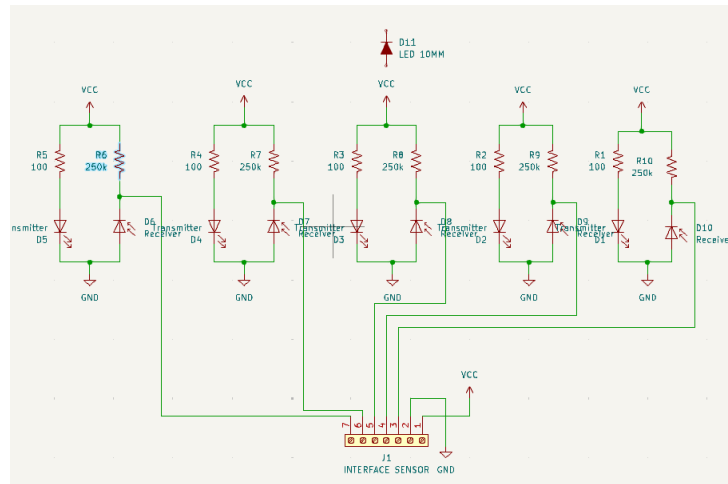 D11
LED 10MM
VCC
VCC
VCC
VCC
VCC
R5
100
R6
250k
R4
100
R7
250k
R3
100
R8
250k
R2
100
R9
250k
R1
100
R10
250k
nsmitter
D5
D6
Receiver
Transmitter
D4
D7
Receiver
Transmitter
D3
D8
Receiver
Transmitter
D2
D9
Receiver
Transmitter
D1
D10
Receive
GND
GND
GND
GND
GND
VCC
7 6 5 4 3 2 1
J1
INTERFACE SENSOR GND